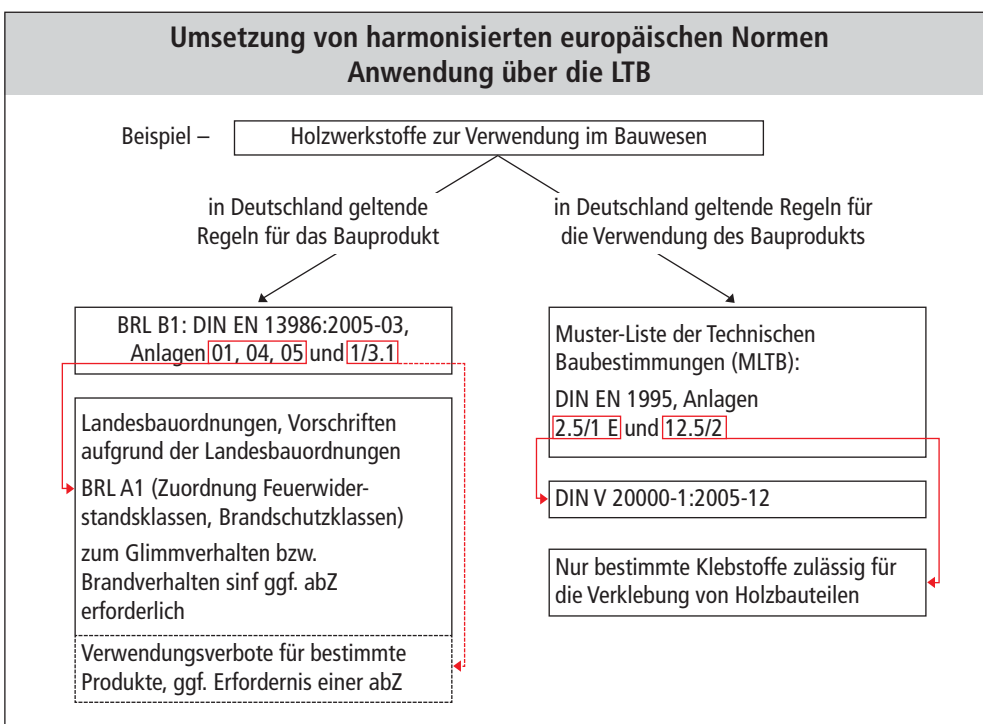 Umsetzung von harmonisierten europäischen Normen
Anwendung über die LTB
Beispiel –
Holzwerkstoffe zur Verwendung im Bauwesen
in Deutschland geltende
Regeln für das Bauprodukt
in Deutschland geltende Regeln für
die Verwendung des Bauprodukts
BRL B1: DIN EN 13986:2005-03,
Anlagen 01, 04, 05 und 1/3.1
Landesbauordnungen, Vorschriften
aufgrund der Landesbauordnungen
BRL A1 (Zuordnung Feuerwider-
standsklassen, Brandschutzklassen)
zum Glimmverhalten bzw.
Brandverhalten sinf ggf. abZ
erforderlich
Verwendungsverbote für bestimmte
Produkte, ggf. Erfordernis einer abZ
Muster-Liste der Technischen
Baubestimmungen (MLTB):
DIN EN 1995, Anlagen
2.5/1 E und 12.5/2
DIN V 20000-1:2005-12
Nur bestimmte Klebstoffe zulässig für
die Verklebung von Holzbauteilen